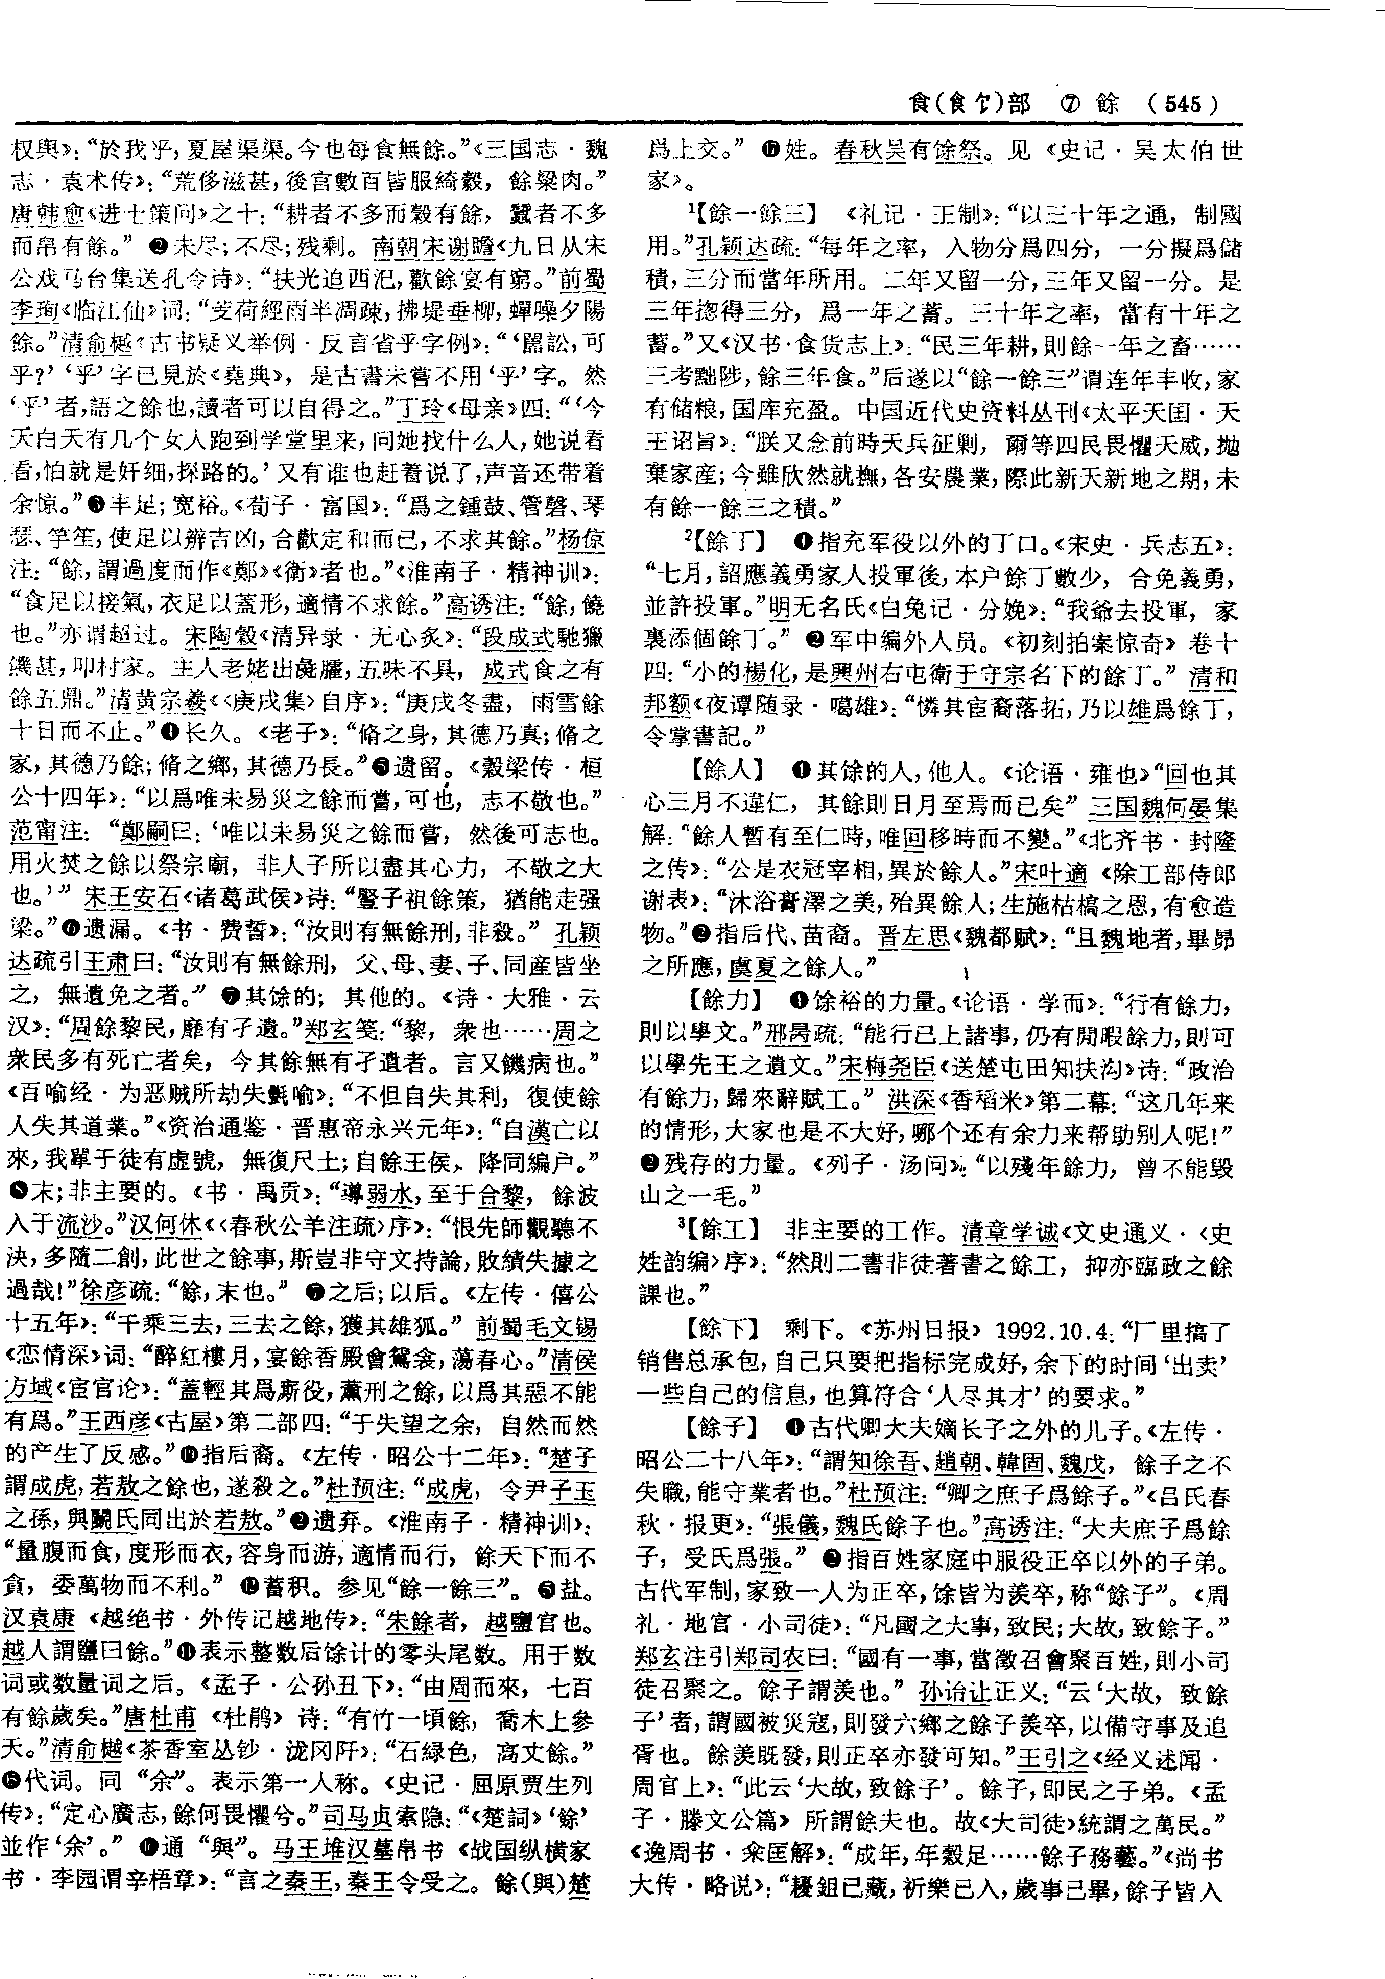 食(食饣)部 ⑦ 餘 (545)
权舆》：“於我乎，夏屋渠渠。今也每食無餘。”《三国志·魏
志·袁术传》：“荒侈滋甚，後宫數百皆服綺縠，餘粱肉。”
唐韩愈《进士策问》之十：“耕者不多而穀有餘，蠶者不多
而帛有餘。”❷未尽；不尽；残剩。南朝宋谢瞻《九日从宋
公戏马台集送孔令诗》：“扶光迫西汜，歡餘宴有窮。”前蜀
李珣《临江仙》词：“芰荷經雨半凋疎，拂堤垂柳，蟬噪夕陽
餘。”清俞樾《古书疑义举例·反言省乎字例》：“‘嚚訟，可
乎？’‘乎’字已見於《堯典》，是古書未嘗不用‘乎’字。然
‘乎’者，語之餘也，讀者可以自得之。”丁玲《母亲》四：“‘今
天白天有几个女人跑到学堂里来，问她找什么人，她说看
看，怕就是奸细，探路的。’又有谁也赶着说了，声音还带着
余惊。”❸丰足；宽裕。《荀子·富国》：“爲之鍾鼓、管磬、琴
瑟、竽笙，使足以辨吉凶，合歡定和而已，不求其餘。”杨倞
注：“餘，謂過度而作《鄭》《衛》者也。”《淮南子·精神训》：
“食足以接氣，衣足以蓋形，適情不求餘。”高诱注：“餘，饒
也。”亦谓超过。宋陶穀《清异录·无心炙》：“段成式馳獵
饑甚，叩村家。主人老姥出彘臛，五味不具，成式食之有
餘五鼎。”清黄宗羲《〈庚戌集〉自序》：“庚戌冬盡，雨雪餘
十日而不止。”❹长久。《老子》：“脩之身，其德乃真；脩之
家，其德乃餘；脩之鄉，其德乃長。”❺遗留。《榖梁传·桓
公十四年》：“以爲唯未易災之餘而嘗，可也，志不敬也。”
范甯注：“鄭嗣曰：‘唯以未易災之餘而嘗，然後可志也。
用火焚之餘以祭宗廟，非人子所以盡其心力，不敬之大
也。’”宋王安石《诸葛武侯》诗：“豎子祖餘策，猶能走强
梁。”❻遗漏。《书·费誓》：“汝則有無餘刑，非殺。”孔颖
达疏引王肃曰：“汝則有無餘刑，父、母、妻、子、同産皆坐
之，無遺免之者。”❼其馀的；其他的。《诗·大雅·云
汉》：“周餘黎民，靡有孑遺。”郑玄笺：“黎，衆也……周之
衆民多有死亡者矣，今其餘無有孑遺者。言又饑病也。”
《百喻经·为恶贼所劫失氎喻》：“不但自失其利，復使餘
人失其道業。”《资治通鉴·晋惠帝永兴元年》：“自漢亡以
來，我單于徒有虚號，無復尺土；自餘王侯，降同編户。”
❽末；非主要的。《书·禹贡》：“導弱水，至于合黎，餘波
入于流沙。”汉何休《〈春秋公羊注疏〉序》：“恨先師觀聽不
決，多隨二創，此世之餘事，斯豈非守文持論，敗績失據之
過哉！”徐彦疏：“餘，末也。”❾之后；以后。《左传·僖公
十五年》：“千乘三去，三去之餘，獲其雄狐。”前蜀毛文锡
《恋情深》词：“醉紅樓月，宴餘香殿會鴛衾，蕩春心。”清侯
方域《宦官论》：“蓋輕其爲廝役，薰刑之餘，以爲其惡不能
有爲。”王西彦《古屋》第二部四：“于失望之余，自然而然
的产生了反感。”❿指后裔。《左传·昭公十二年》：“楚子
謂成虎，若敖之餘也，遂殺之。”杜预注：“成虎，令尹子玉
之孫，與鬬氏同出於若敖。”⓫遗弃。《淮南子·精神训》：
“量腹而食，度形而衣，容身而游，適情而行，餘天下而不
貪，委萬物而不利。”⓬蓄积。参见“餘一餘三”。⓭盐。
汉袁康《越绝书·外传记越地传》：“朱餘者，越鹽官也。
越人謂鹽曰餘。”⓮表示整数后馀计的零头尾数。用于数
词或数量词之后。《孟子·公孙丑下》：“由周而來，七百
有餘歲矣。”唐杜甫《杜鹃》诗：“有竹一頃餘，喬木上參
天。”清俞樾《茶香室丛钞·泷冈阡》：“石緑色，高丈餘。”
⓯代词。同“余”。表示第一人称。《史记·屈原贾生列
传》：“定心廣志，餘何畏懼兮。”司马贞索隐：“《楚詞》‘餘’
並作‘余’。”⓰通“與”。马王堆汉墓帛书《战国纵横家
书·李园谓辛梧章》：“言之秦王，秦王令受之。餘(與)楚
爲上交。”⓱姓。春秋吴有馀祭。见《史记·吴太伯世
家》。
¹【餘一餘三】《礼记·王制》：“以三十年之通，制國
用。”孔颖达疏：“每年之率，入物分爲四分，一分擬爲儲
積，三分而當年所用。二年又留一分，三年又留一分。是
三年揔得三分，爲一年之蓄。三十年之率，當有十年之
蓄。”又《汉书·食货志上》：“民三年耕，則餘一年之畜……
三考黜陟，餘三年食。”后遂以“餘一餘三”谓连年丰收，家
有储粮，国库充盈。中国近代史资料丛刊《太平天囯·天
王诏旨》：“朕又念前時天兵征剿，爾等四民畏懼天威，抛
棄家産；今雖欣然就撫，各安農業，際此新天新地之期，未
有餘一餘三之積。”
²【餘丁】❶指充军役以外的丁口。《宋史·兵志五》：
“七月，詔應義勇家人投軍後，本户餘丁數少，合免義勇，
並許投軍。”明无名氏《白兔记·分娩》：“我爺去投軍，家
裏添個餘丁。”❷军中编外人员。《初刻拍案惊奇》卷十
四：“小的楊化，是興州右屯衛于守宗名下的餘丁。”清和
邦额《夜谭随录·噶雄》：“憐其宦裔落拓，乃以雄爲餘丁，
令掌書記。”
【餘人】❶其馀的人，他人。《论语·雍也》“回也其
心三月不違仁，其餘則日月至焉而已矣”三国魏何晏集
解：“餘人暫有至仁時，唯回移時而不變。”《北齐书·封隆
之传》：“公是衣冠宰相，異於餘人。”宋叶適《除工部侍郎
谢表》：“沐浴膏澤之美，殆異餘人；生施枯槁之恩，有愈造
物。”❷指后代、苗裔。晋左思《魏都赋》：“且魏地者，畢昴
之所應，虞夏之餘人。”
【餘力】❶馀裕的力量。《论语·学而》：“行有餘力，
則以學文。”邢昺疏：“能行已上諸事，仍有閒暇餘力，則可
以學先王之遺文。”宋梅尧臣《送楚屯田知扶沟》诗：“政治
有餘力，歸來辭賦工。”洪深《香稻米》第二幕：“这几年来
的情形，大家也是不大好，哪个还有余力来帮助别人呢！”
❷残存的力量。《列子·汤问》：“以殘年餘力，曾不能毁
山之一毛。”
³【餘工】非主要的工作。清章学诚《文史通义·〈史
姓韵编〉序》：“然則二書非徒著書之餘工，抑亦臨政之餘
課也。”
【餘下】剩下。《苏州日报》1992.10.4：“厂里搞了
销售总承包，自己只要把指标完成好，余下的时间‘出卖’
一些自己的信息，也算符合‘人尽其才’的要求。”
【餘子】❶古代卿大夫嫡长子之外的儿子。《左传·
昭公二十八年》：“謂知徐吾、趙朝、韓固、魏戊，餘子之不
失職，能守業者也。”杜预注：“卿之庶子爲餘子。”《吕氏春
秋·报更》：“張儀，魏氏餘子也。”高诱注：“大夫庶子爲餘
子，受氏爲張。”❷指百姓家庭中服役正卒以外的子弟。
古代军制，家致一人为正卒，馀皆为羡卒，称“餘子”。《周
礼·地官·小司徒》：“凡國之大事，致民；大故，致餘子。”
郑玄注引郑司农曰：“國有一事，當徵召會聚百姓，則小司
徒召聚之。餘子謂羡也。”孙诒让正义：“云‘大故，致餘
子’者，謂國被災寇，則發六鄉之餘子羡卒，以備守事及追
胥也。餘羡既發，則正卒亦發可知。”王引之《经义述闻·
周官上》：“此云‘大故，致餘子’。餘子，即民之子弟。《孟
子·滕文公篇》所謂餘夫也。故《大司徒》統謂之萬民。”
《逸周书·籴匡解》：“成年，年穀足……餘子務藝。”《尚书
大传·略说》：“耰鉏已藏，祈樂已入，歲事已畢，餘子皆入